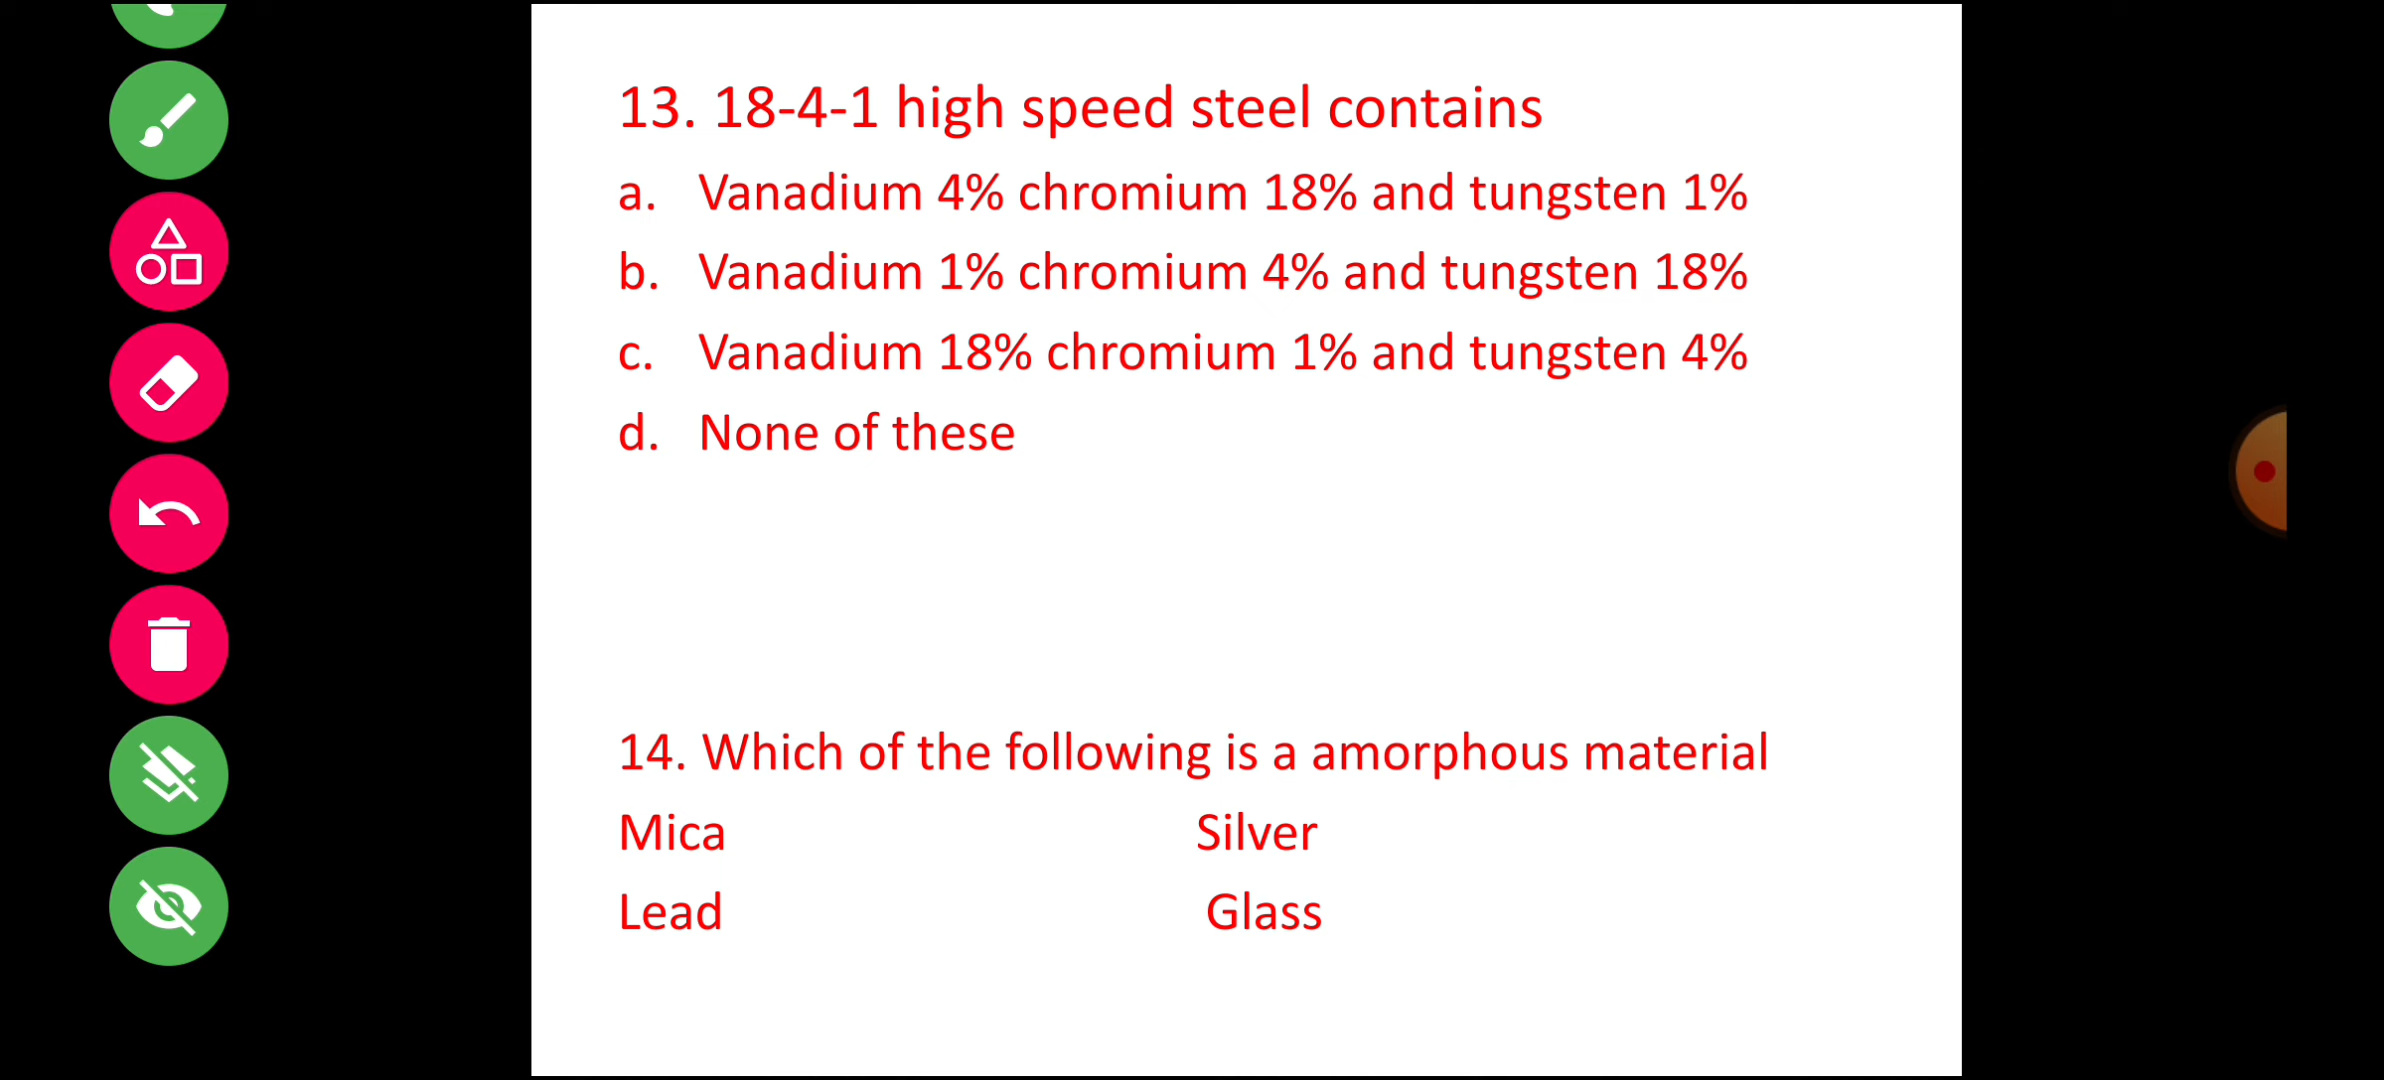 13. 18-4-1 high speed steel contains
a. Vanadium 4% chromium 18% and tungsten 1%
b. Vanadium 1% chromium 4% and tungsten 18%
c. Vanadium 18% chromium 1% and tungsten 4%
d. None of these
14. Which of the following is a amorphous material
Mica Silver
Lead Glass